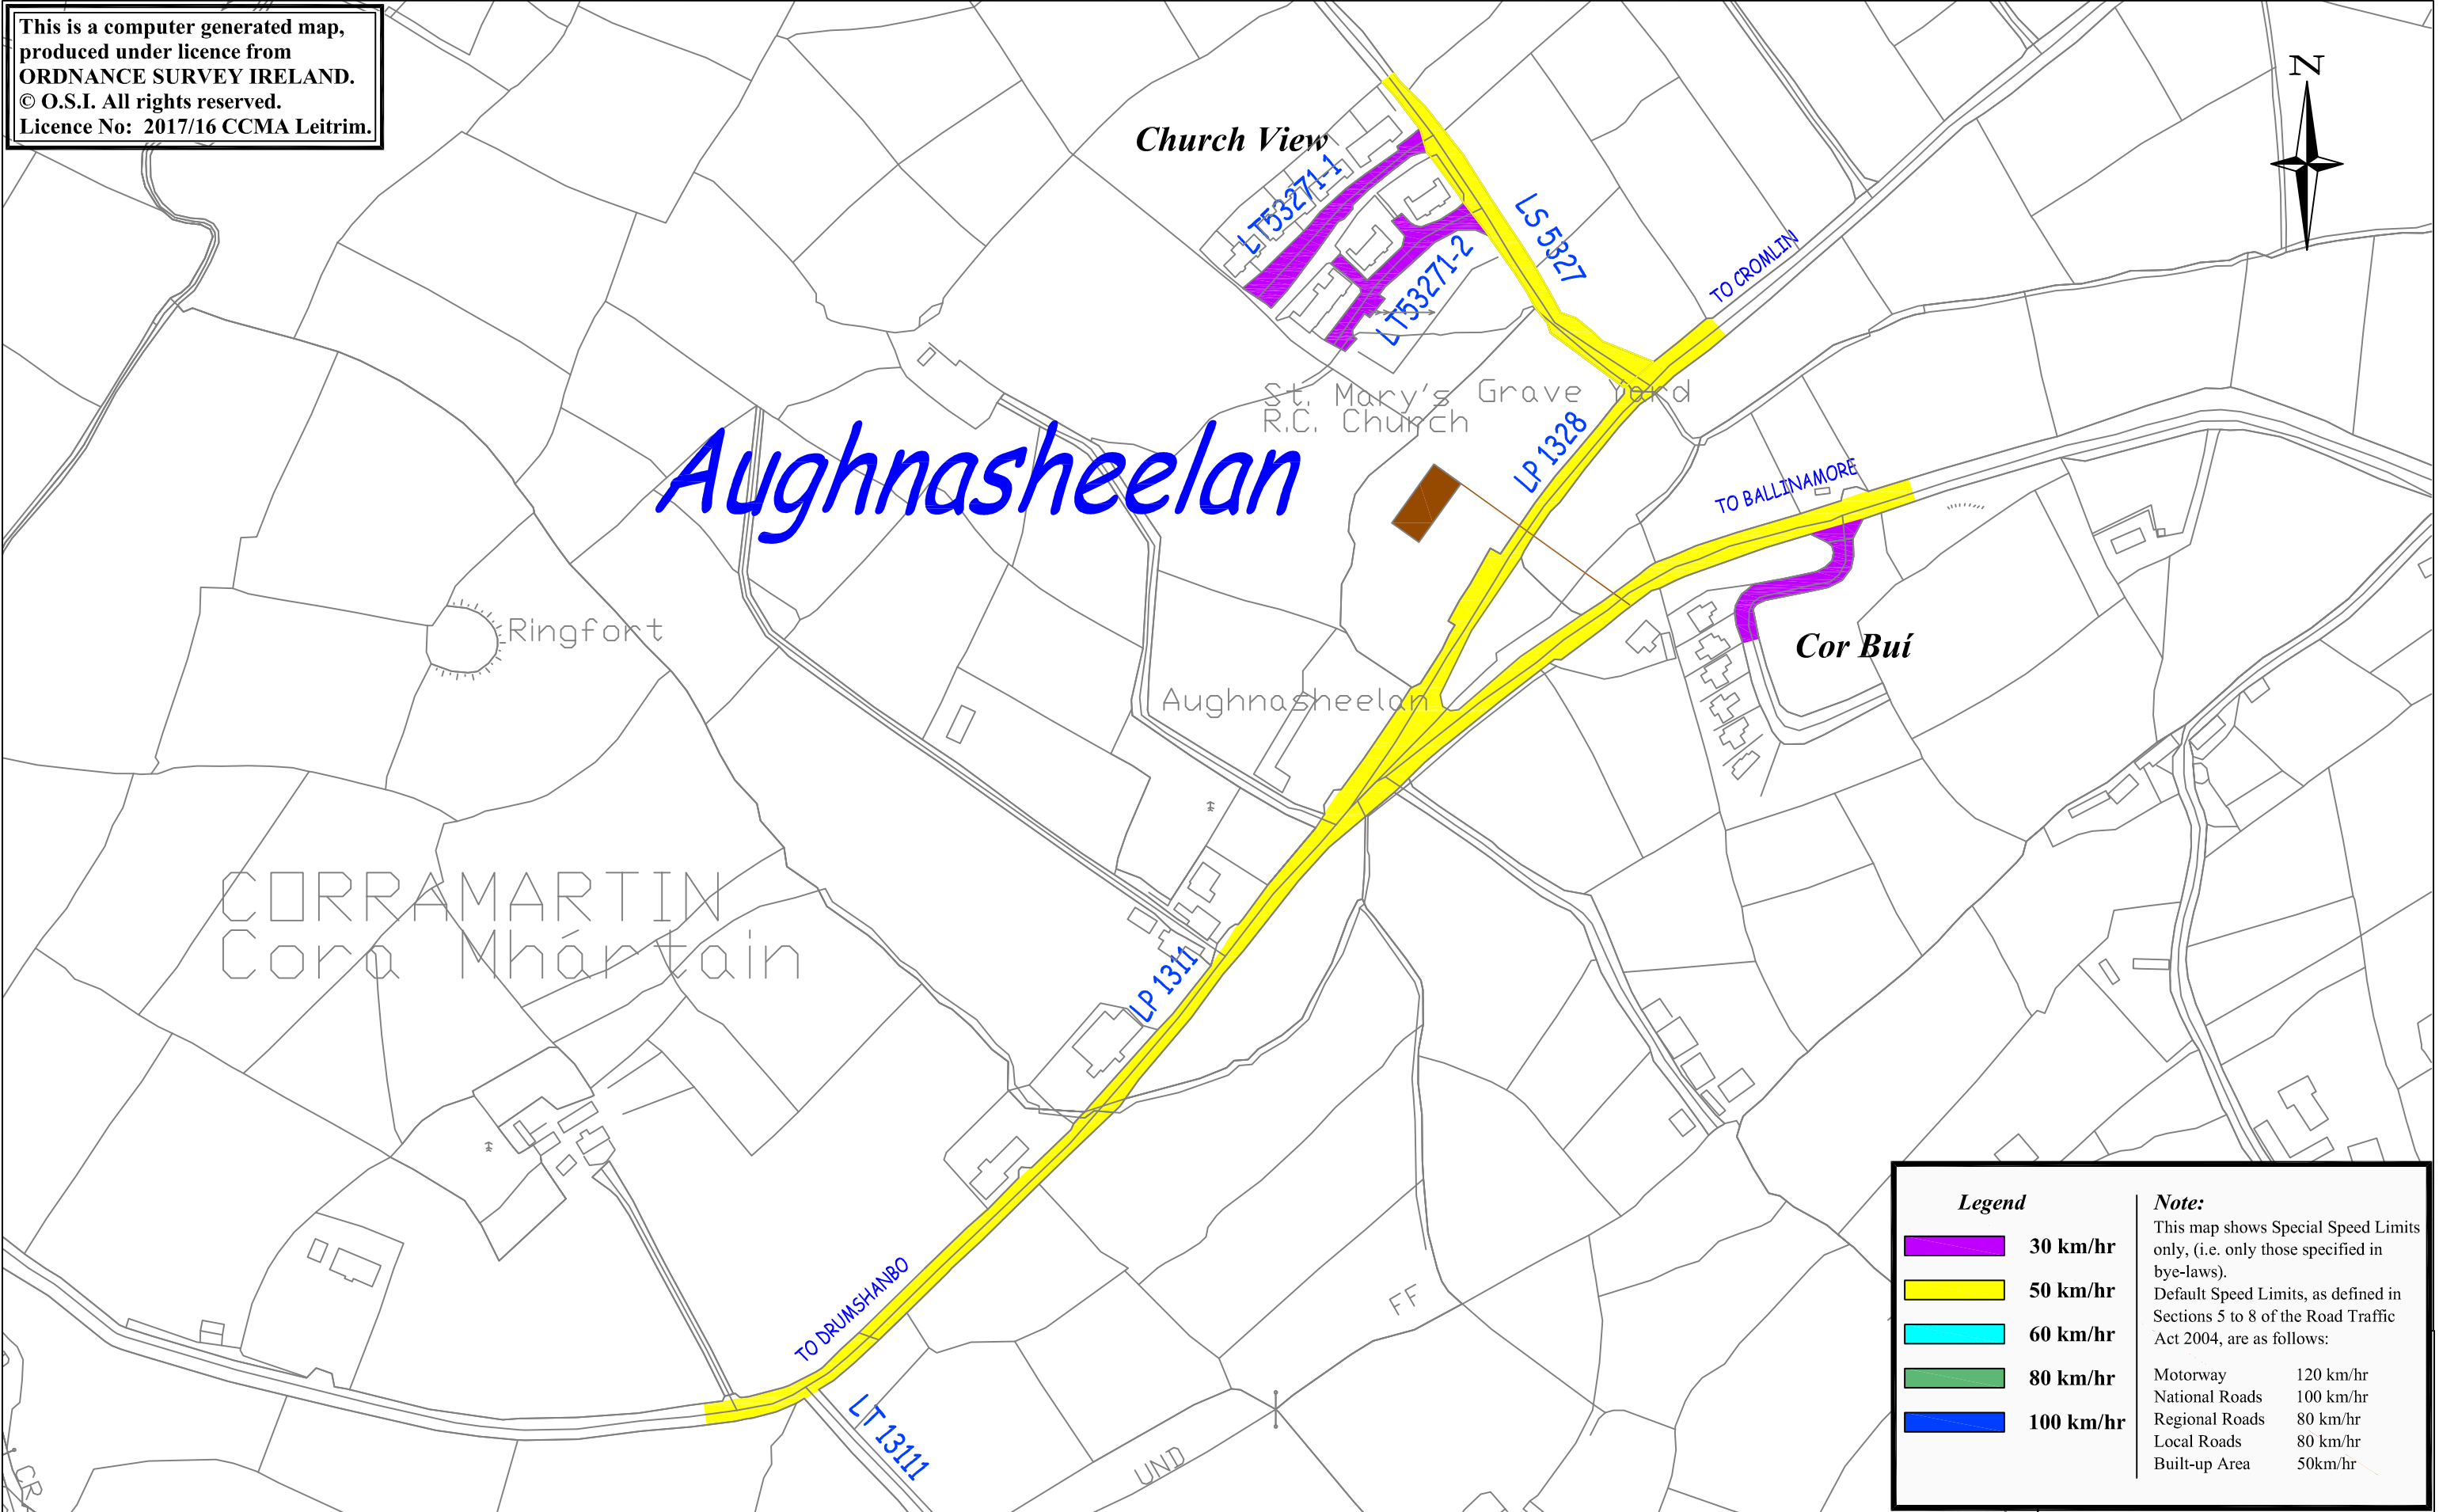 This is a computer generated map,
produced under licence from
ORDNANCE SURVEY IRELAND.
© O.S.I. All rights reserved.
Licence No: 2017/16 CCMA Leitrim.
N
Church View
LT53271-1
LT53271-2
LS 5327
TO CROMLIN
St. Mary's
R.C. Church
Grave Yard
LP 1328
Aughnasheelan
TO BALLINAMORE
Ringfort
Cor Buí
Aughnasheelan
CORRAMARTIN
Cora Mhártain
LP 1311
TO DRUMSHANBO
LT 13111
FF
UND
CR
Legend
30 km/hr
50 km/hr
60 km/hr
80 km/hr
100 km/hr
Note:
This map shows Special Speed Limits
only, (i.e. only those specified in
bye-laws).
Default Speed Limits, as defined in
Sections 5 to 8 of the Road Traffic
Act 2004, are as follows:
Motorway 120 km/hr
National Roads 100 km/hr
Regional Roads 80 km/hr
Local Roads 80 km/hr
Built-up Area 50km/hr